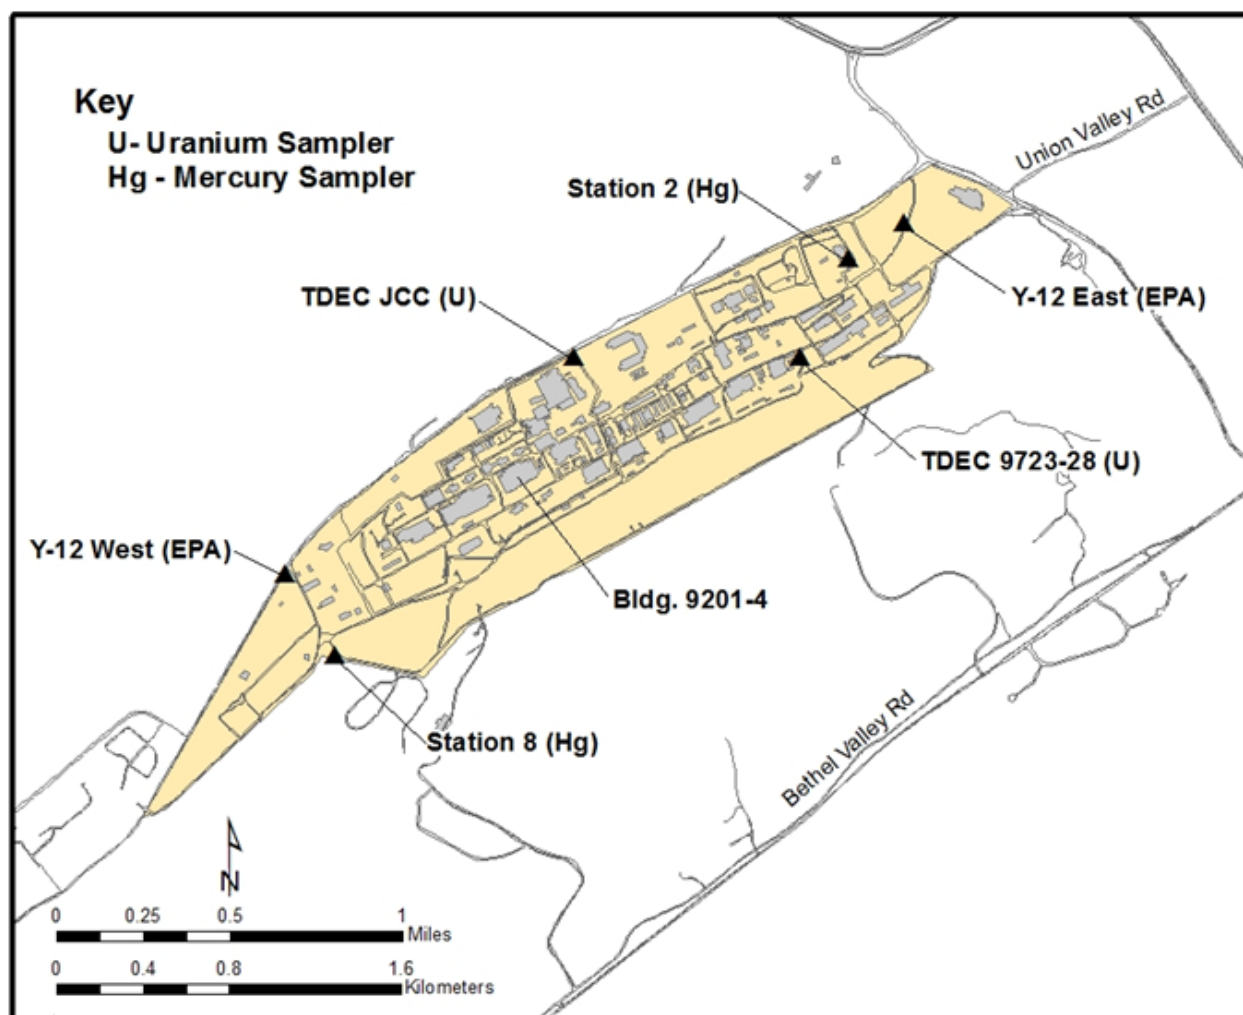 Key
U- Uranium Sampler
Hg - Mercury Sampler
Union Valley Rd
Station 2 (Hg)
TDEC JCC (U)
Y-12 East (EPA)
TDEC 9723-28 (U)
Y-12 West (EPA)
Bldg. 9201-4
Station 8 (Hg)
Bethel Valley Rd
N
0 0.25 0.5 1
Miles
0 0.4 0.8 1.6
Kilometers